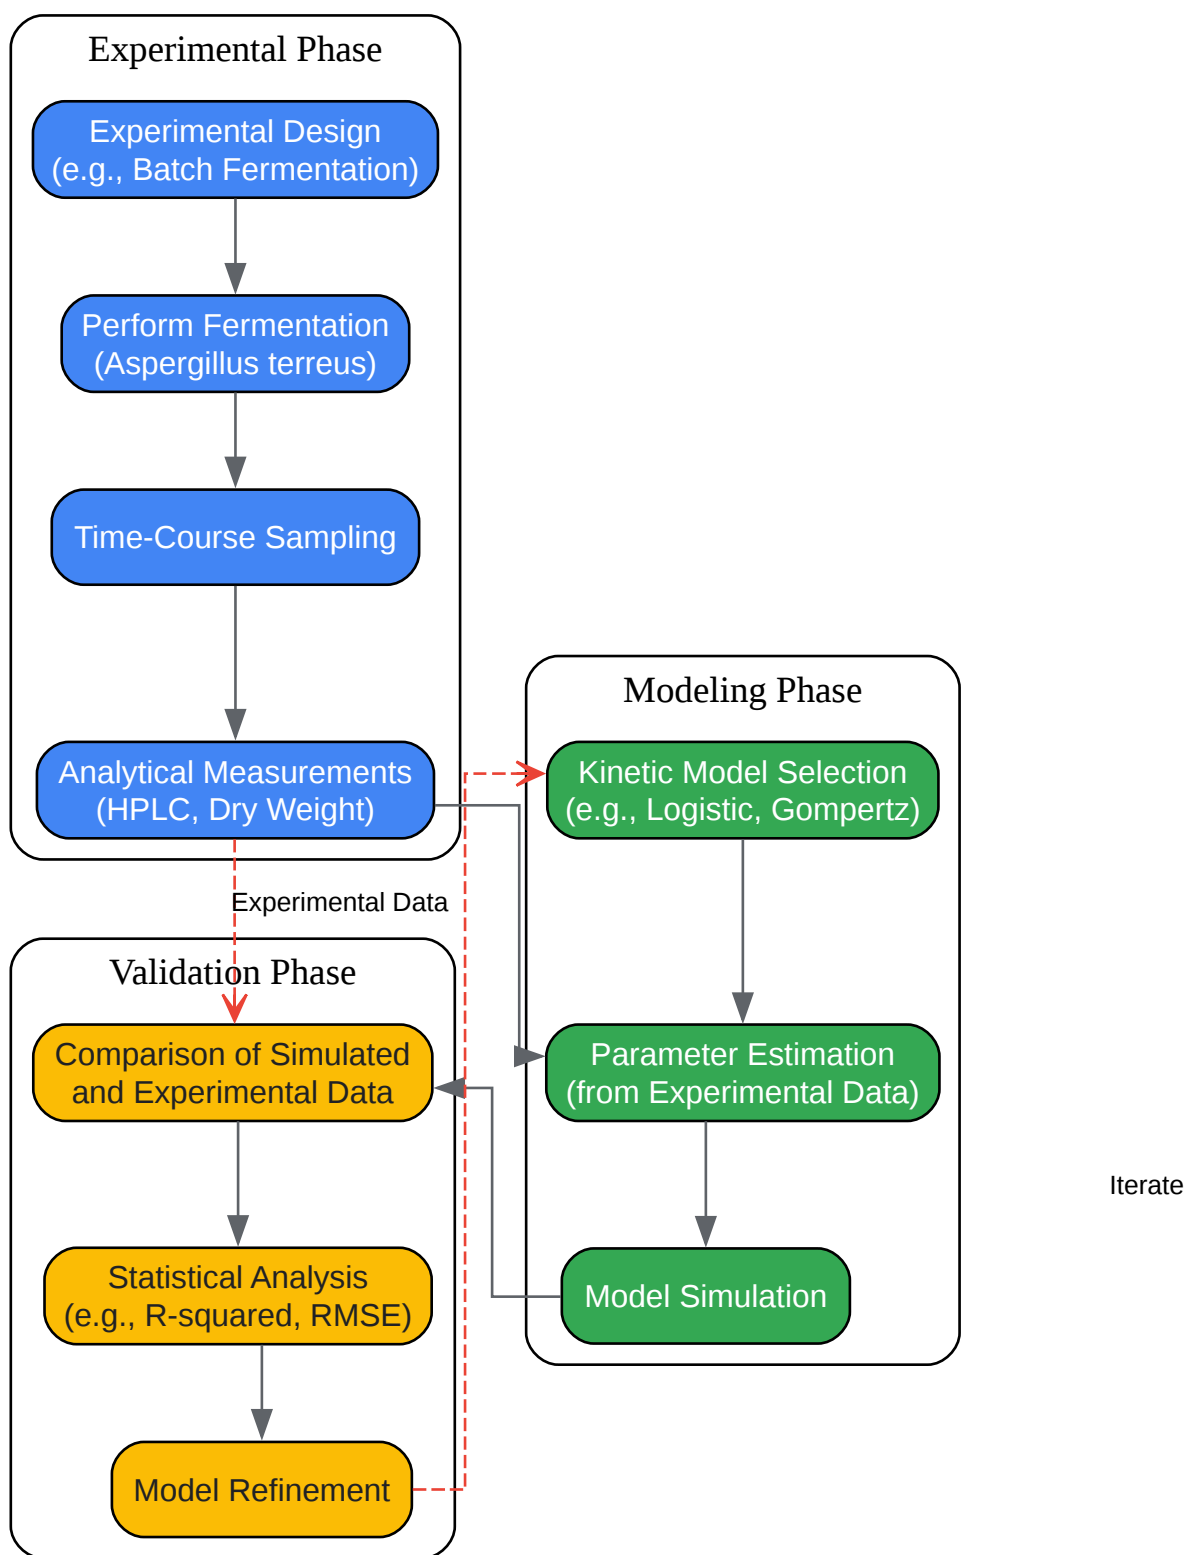 Experimental Phase
Experimental Design
(e.g., Batch Fermentation)
Perform Fermentation
(Aspergillus terreus)
Time-Course Sampling
Analytical Measurements
(HPLC, Dry Weight)
Experimental Data
Modeling Phase
Kinetic Model Selection
(e.g., Logistic, Gompertz)
Parameter Estimation
(from Experimental Data)
Model Simulation
Validation Phase
Comparison of Simulated
and Experimental Data
Statistical Analysis
(e.g., R-squared, RMSE)
Model Refinement
Iterate